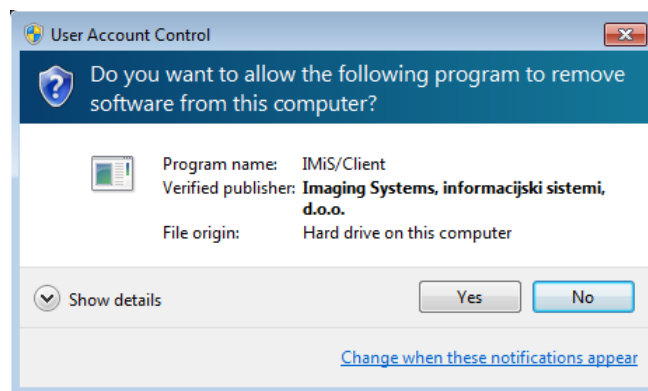 User Account Control
Do you want to allow the following program to remove
software from this computer?
Program name: IMiS/Client
Verified publisher: Imaging Systems, informacijski sistemi,
d.o.o.
File origin: Hard drive on this computer
Show details
Yes
No
Change when these notifications appear